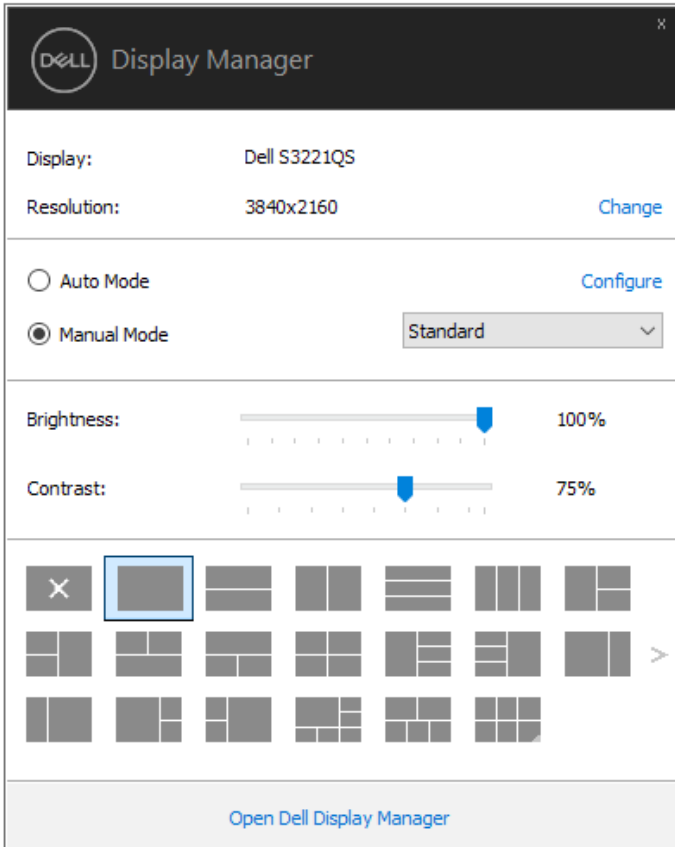 x
DELL Display Manager
Display: Dell S3221QS
Resolution: 3840x2160 Change
Auto Mode Configure
Manual Mode Standard
Brightness: 100%
Contrast: 75%
Open Dell Display Manager